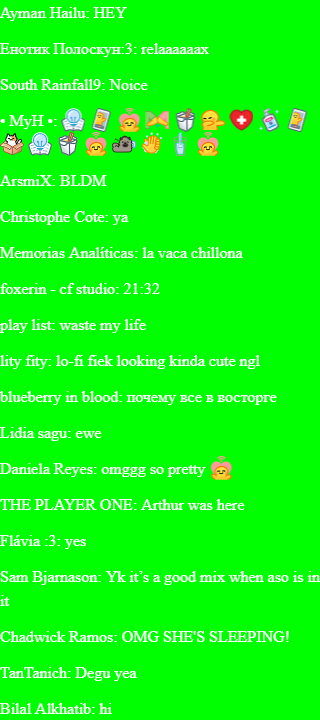 Ayman Hailu: HEY
Енотик Полоскун:3: relaaaaaax
South Rainfall9: Noice
• MyH •:
ArsmiX: BLDM
Christophe Cote: ya
Memorias Analíticas: la vaca chillona
foxerin - cf studio: 21:32
play list: waste my life
lity fity: lo-fi fiek looking kinda cute ngl
blueberry in blood: почему все в восторге
Lidia sagu: ewe
Daniela Reyes: omggg so pretty
THE PLAYER ONE: Arthur was here
Flávia :3: yes
Sam Bjarnason: Yk it's a good mix when aso is in
it
Chadwick Ramos: OMG SHE'S SLEEPING!
TanTanich: Degu yea
Bilal Alkhatib: hi